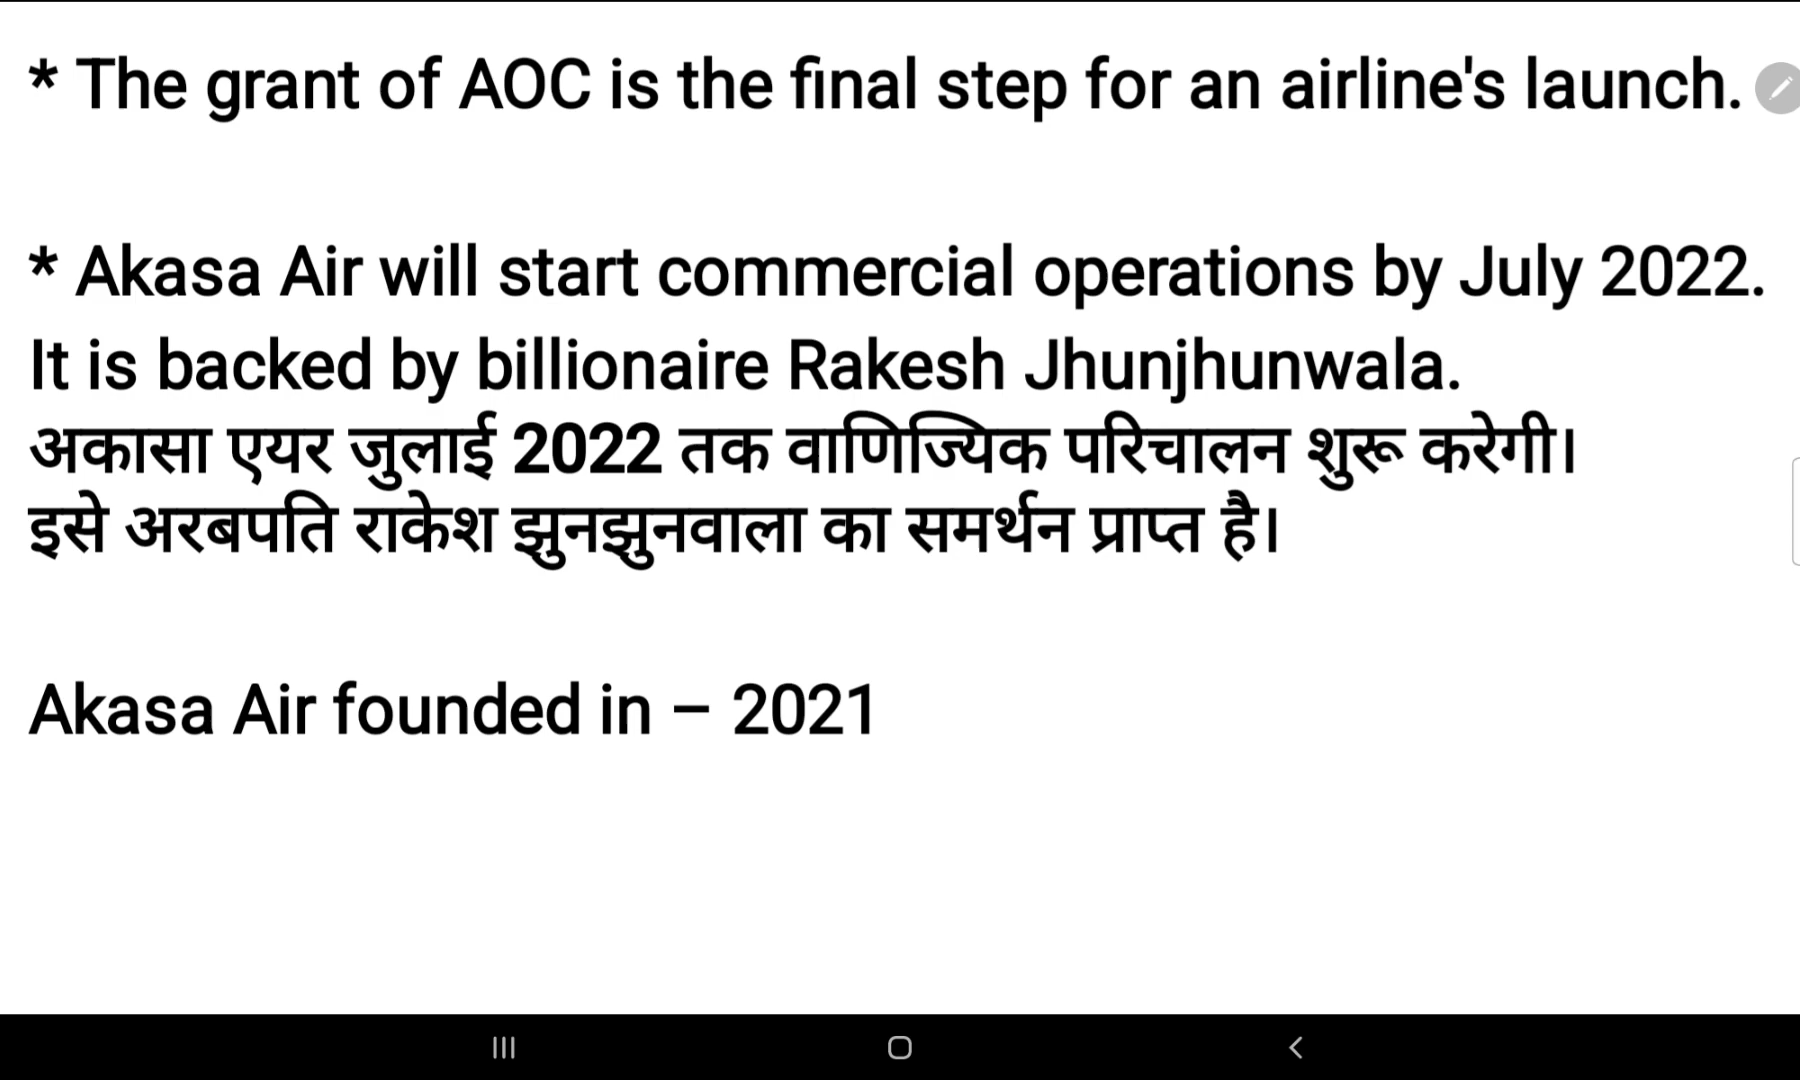 * The grant of AOC is the final step for an airline's launch.
* Akasa Air will start commercial operations by July 2022.
It is backed by billionaire Rakesh Jhunjhunwala.
अकासा एयर जुलाई 2022 तक वाणिज्यिक परिचालन शुरू करेगी।
इसे अरबपति राकेश झुनझुनवाला का समर्थन प्राप्त है।
Akasa Air founded in – 2021